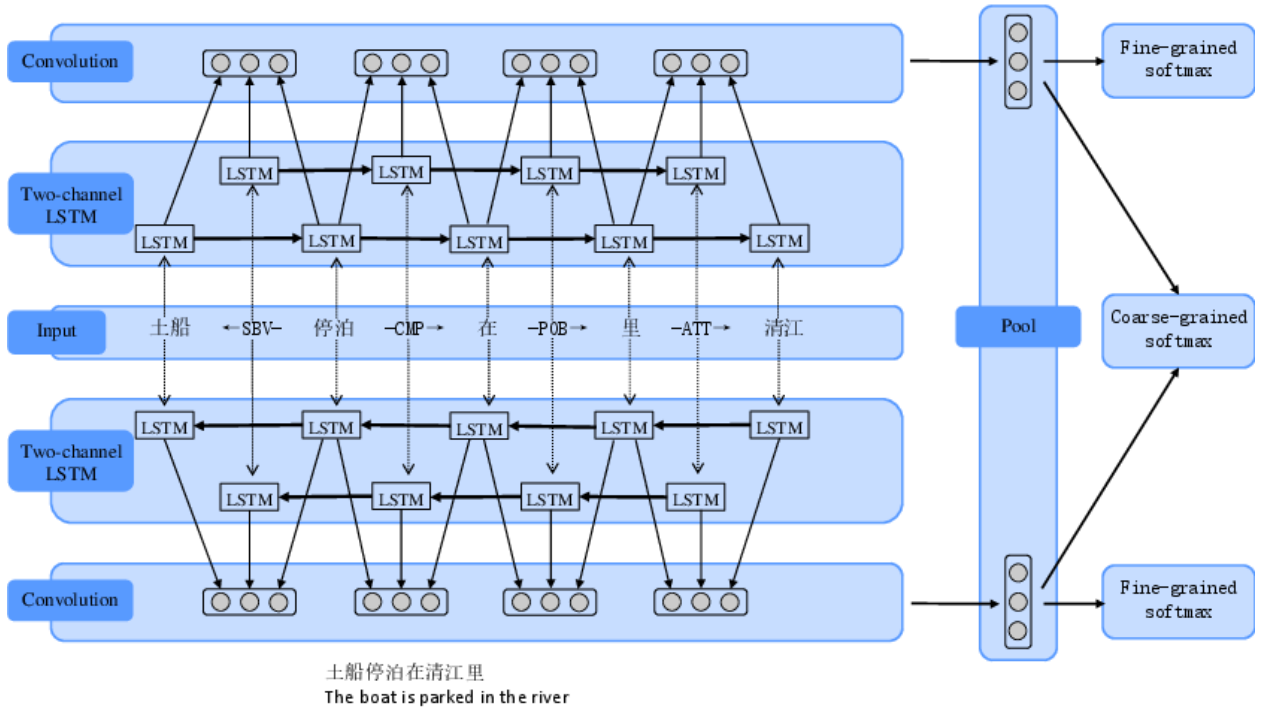 Convolution
Fine-grained
softmax
LSTM LSTM LSTM LSTM
Two-channel
LSTM
LSTM LSTM LSTM LSTM LSTM
Input
土船 ←SBV- 停泊 -CMP→ 在 -POB→ 里 -ATT→ 清江
Pool
Coarse-grained
softmax
LSTM LSTM LSTM LSTM LSTM
Two-channel
LSTM
LSTM LSTM LSTM LSTM
Convolution
Fine-grained
softmax
土船停泊在清江里
The boat is parked in the river